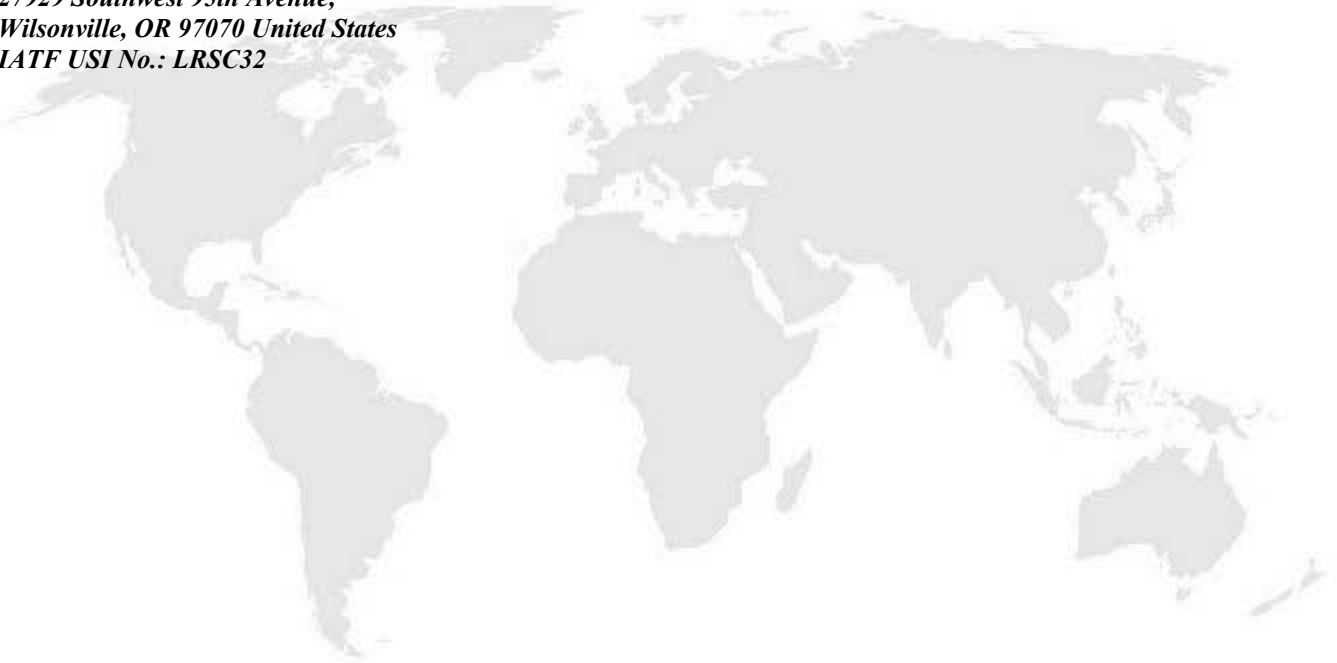 27929 Southwest 95th Avenue,
Wilsonville, OR 97070 United States
IATF USI No.: LRSC32